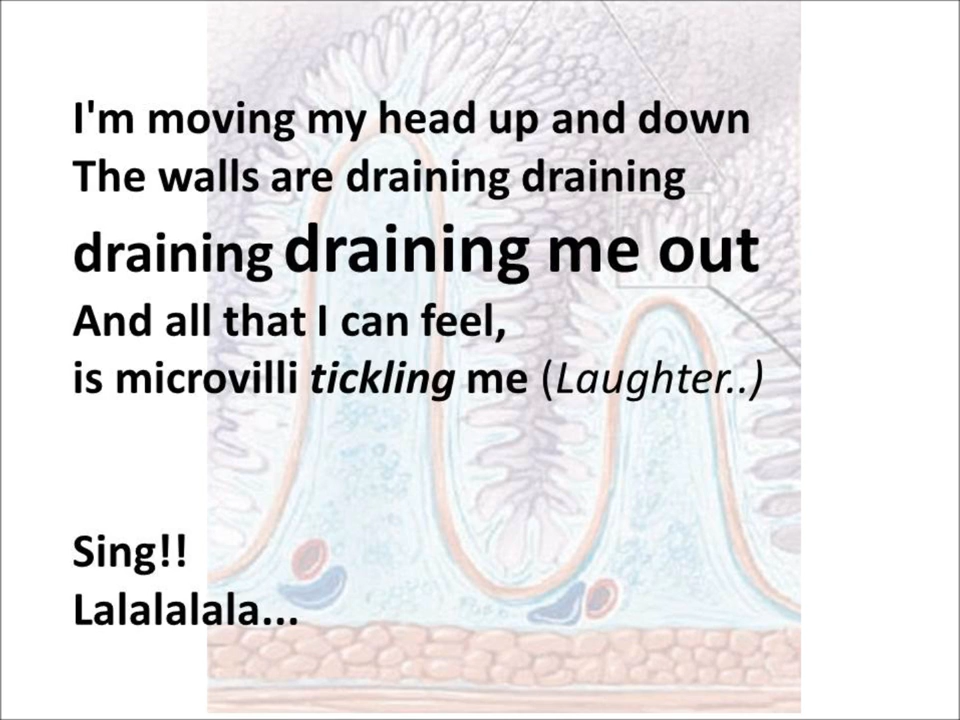 I'm moving my head up and down
The walls are draining draining
draining draining me out
And all that I can feel,
is microvilli tickling me (Laughter..)
Sing!!
Lalalalala...